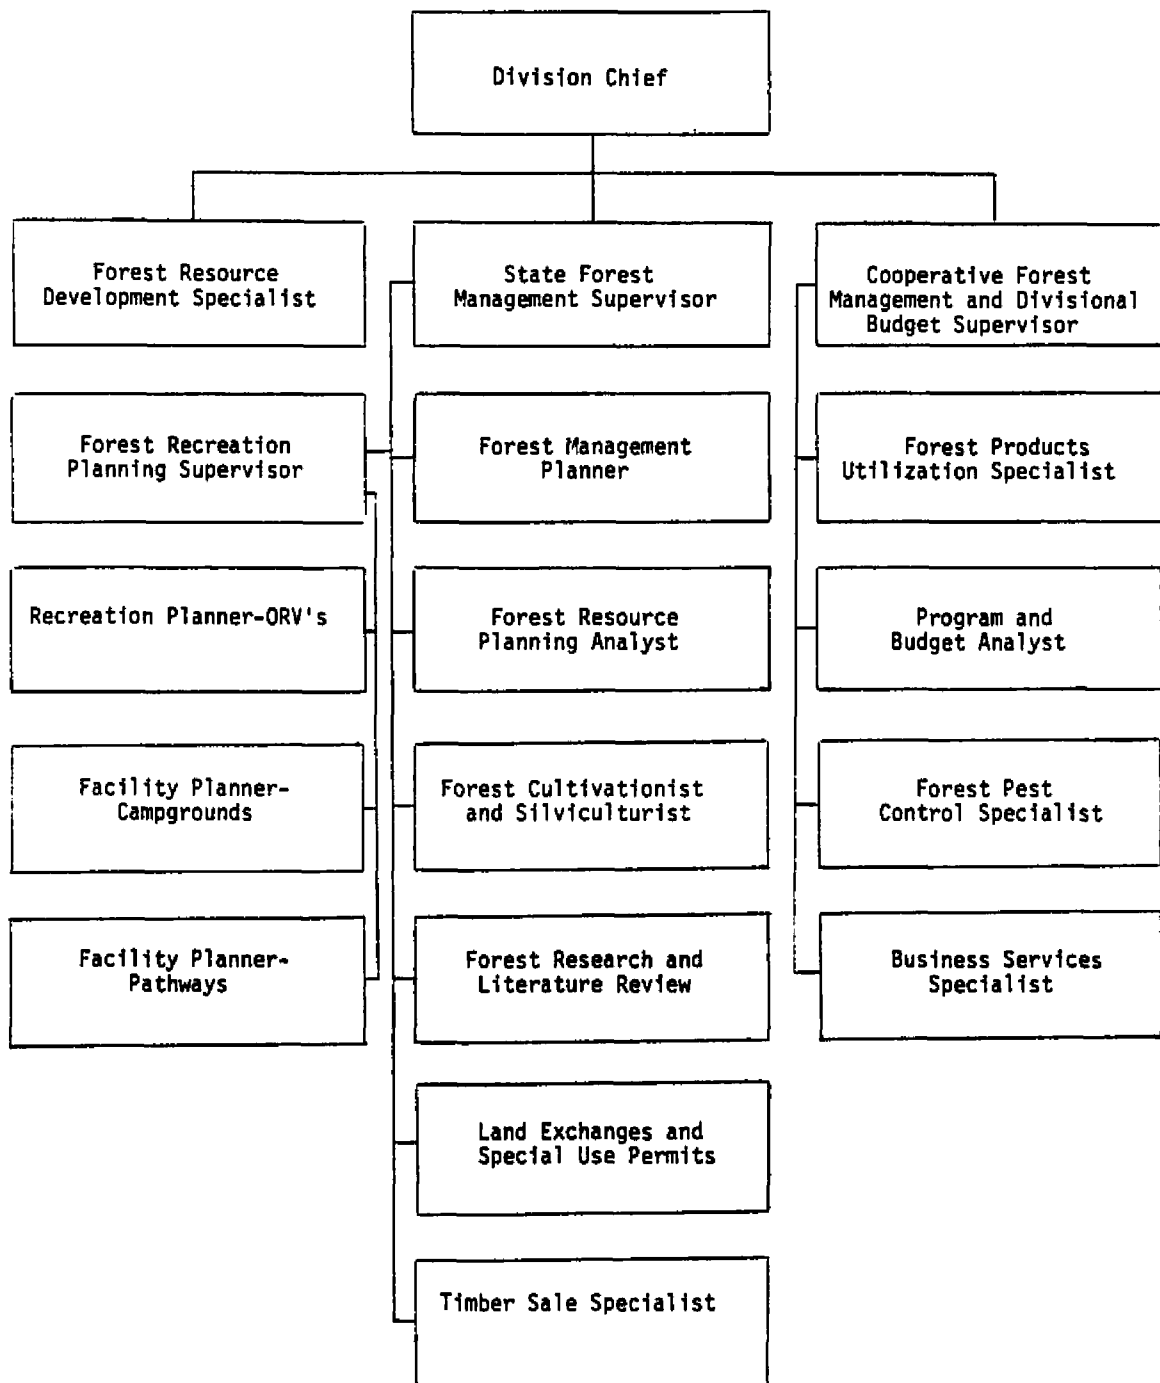 Division Chief
Forest Resource
Development Specialist
State Forest
Management Supervisor
Cooperative Forest
Management and Divisional
Budget Supervisor
Forest Recreation
Planning Supervisor
Forest Management
Planner
Forest Products
Utilization Specialist
Recreation Planner-ORV's
Forest Resource
Planning Analyst
Program and
Budget Analyst
Facility Planner-
Campgrounds
Forest Cultivationist
and Silviculturist
Forest Pest
Control Specialist
Facility Planner-
Pathways
Forest Research and
Literature Review
Business Services
Specialist
Land Exchanges and
Special Use Permits
Timber Sale Specialist